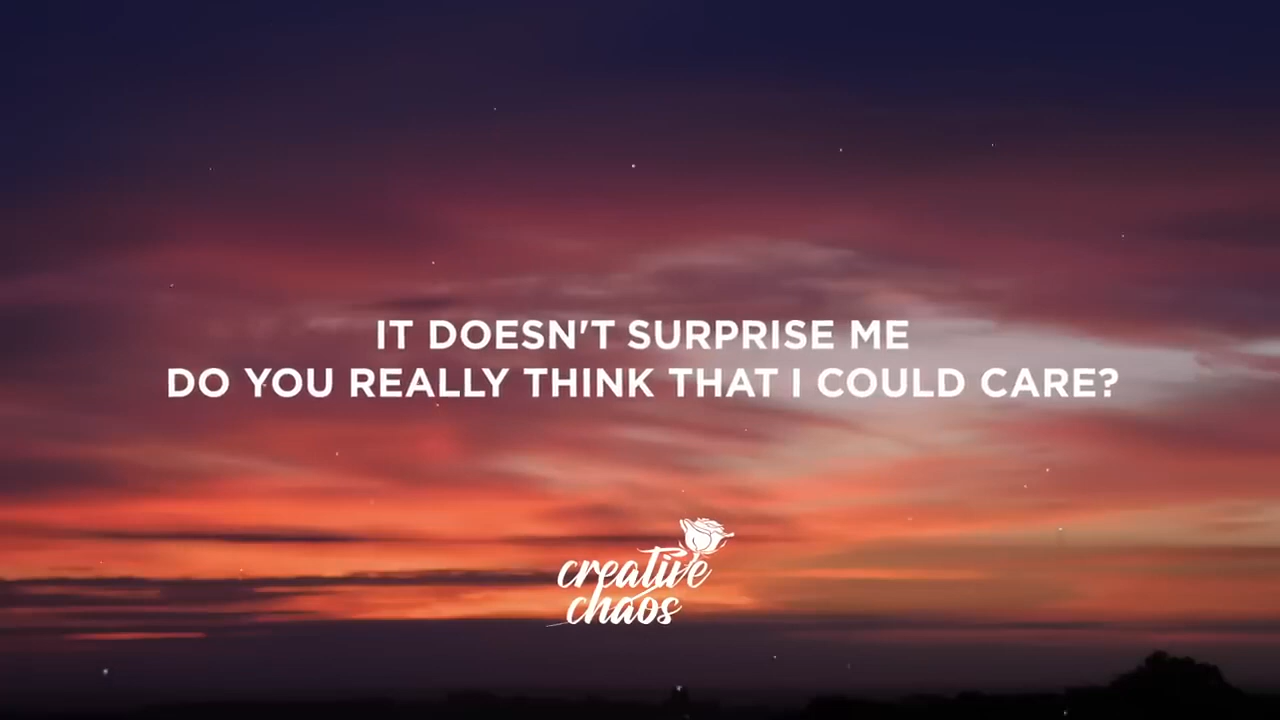 IT DOESN'T SURPRISE ME
DO YOU REALLY THINK THAT I COULD CARE?
creative
chaos